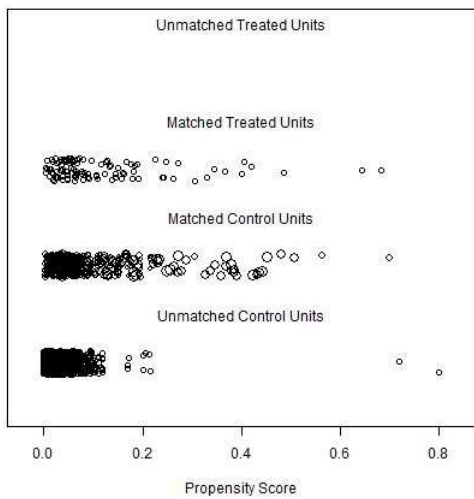 Unmatched Treated Units
Matched Treated Units
Matched Control Units
Unmatched Control Units
0.0 0.2 0.4 0.6 0.8
Propensity Score